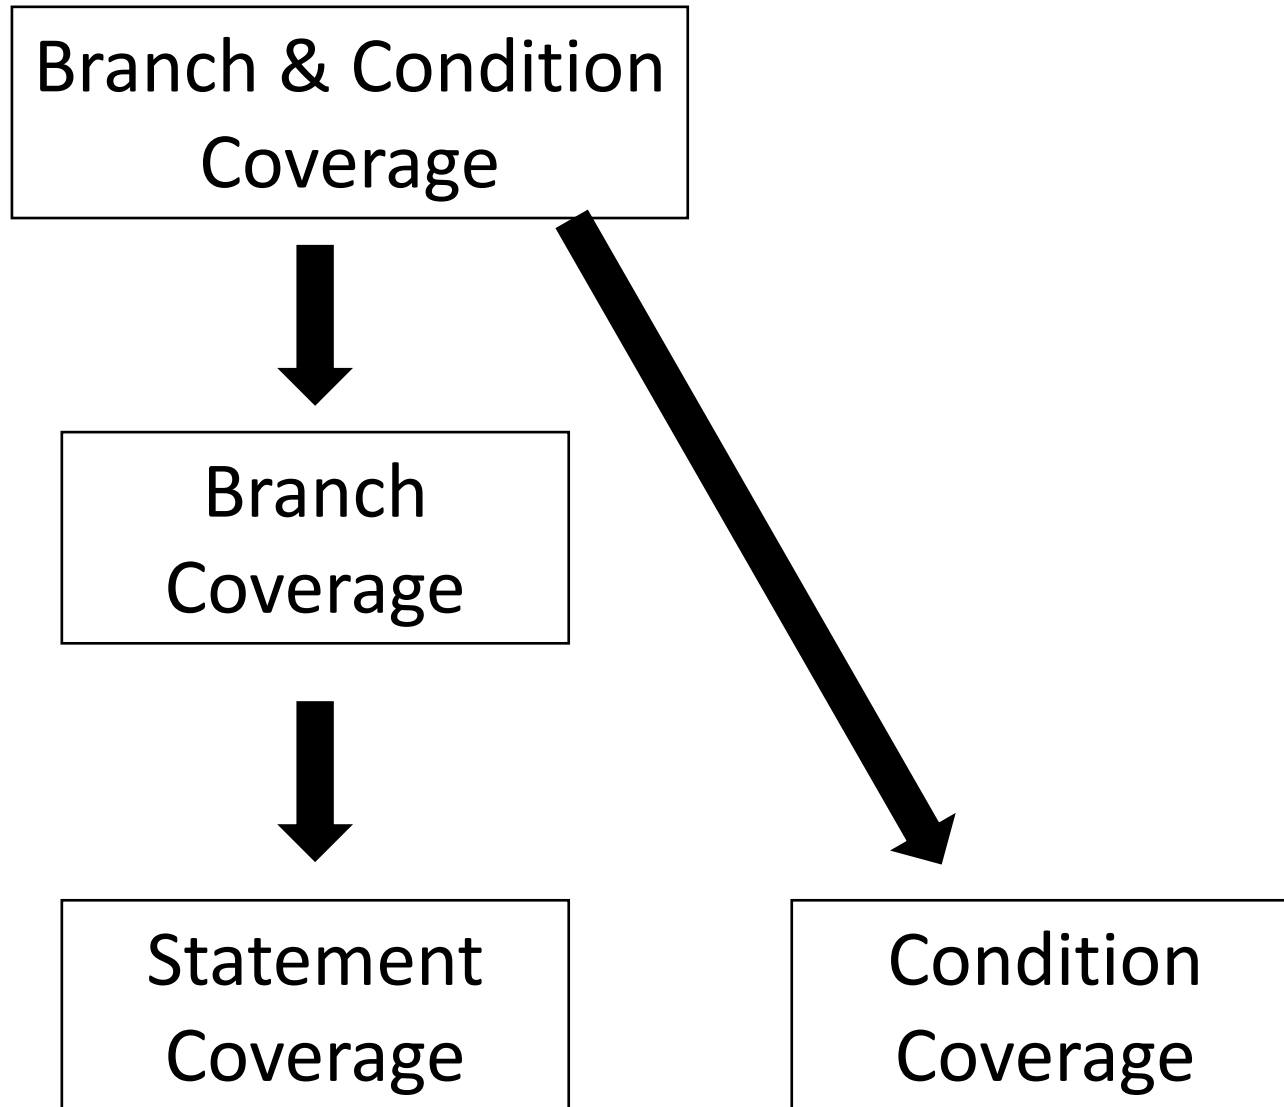 Branch & Condition
Coverage
Branch
Coverage
Statement
Coverage
Condition
Coverage